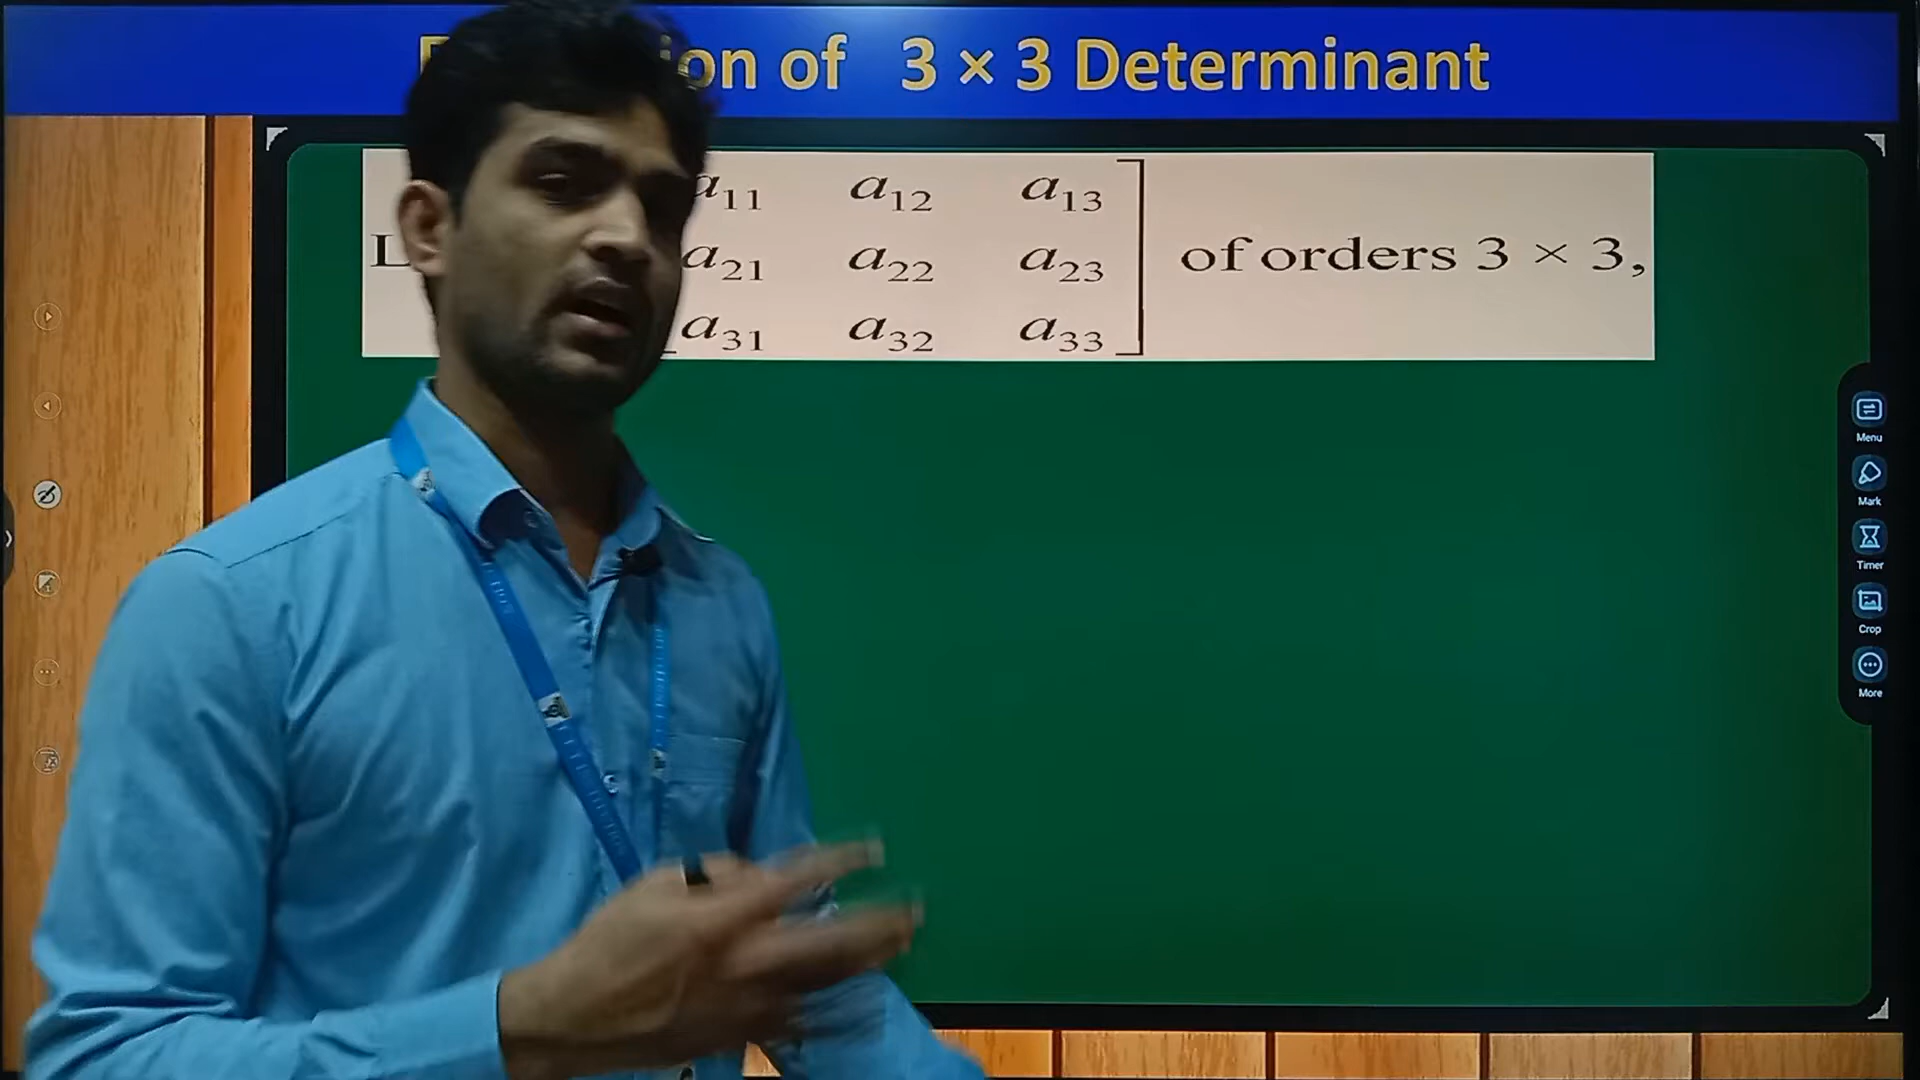 on of 3 × 3 Determinant
a₁₁ a₁₂ a₁₃
a₂₁ a₂₂ a₂₃ of orders 3 × 3,
a₃₁ a₃₂ a₃₃
Menu
Mark
Timer
Crop
More